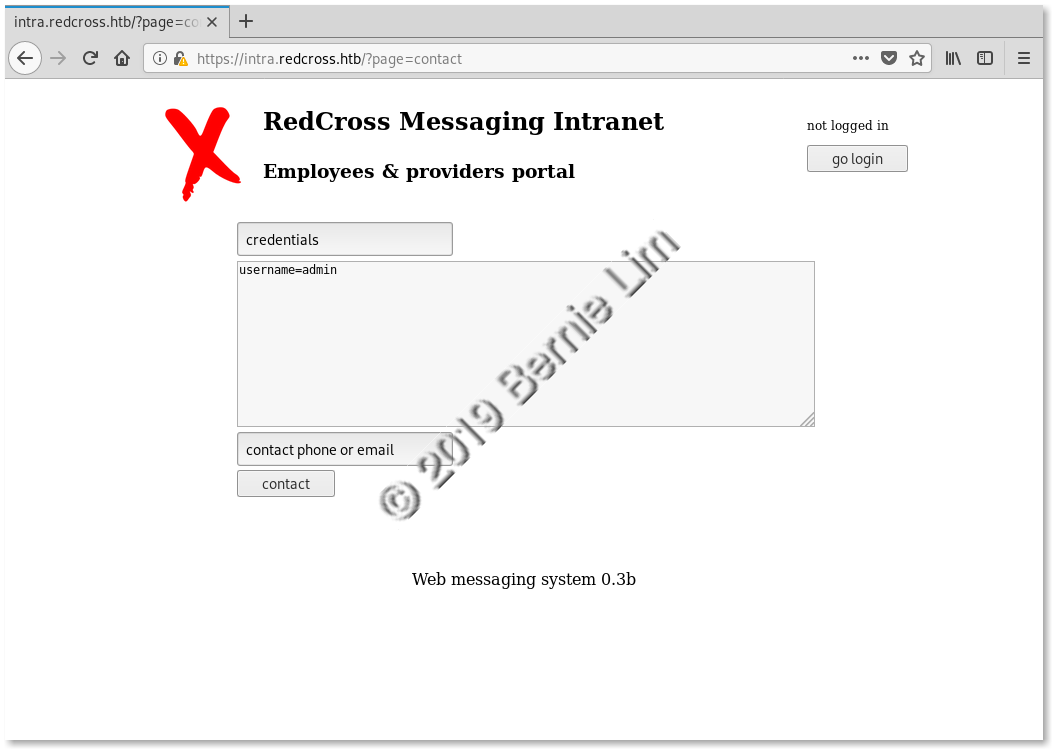 intra.redcross.htb/?page=co
https://intra.redcross.htb/?page=contact
RedCross Messaging Intranet
not logged in
go login
Employees & providers portal
credentials
username=admin
contact phone or email
contact
© 2019 Bernie Lim
Web messaging system 0.3b